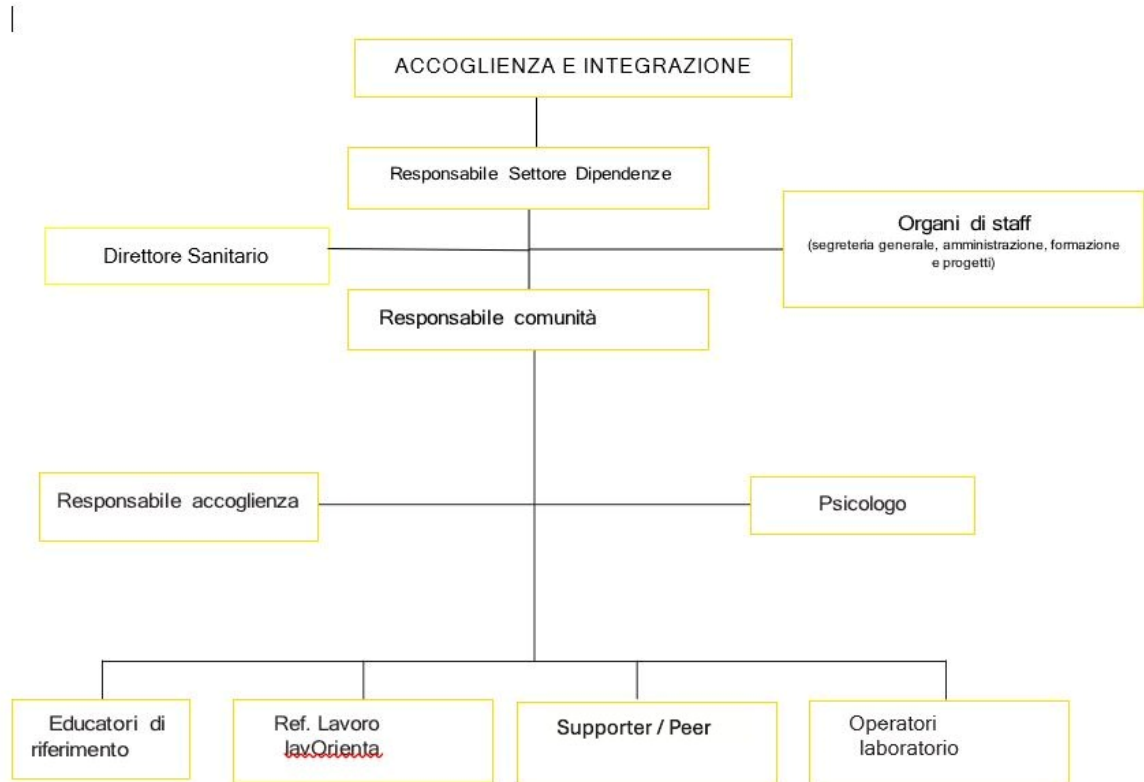 ACCOGLIENZA E INTEGRAZIONE
Responsabile Settore Dipendenze
Organi di staff
(segreteria generale, amministrazione, formazione
e progetti)
Direttore Sanitario
Responsabile comunità
Responsabile accoglienza
Psicologo
Educatori di
riferimento
Ref. Lavoro
lavOrienta
Supporter / Peer
Operatori
laboratorio